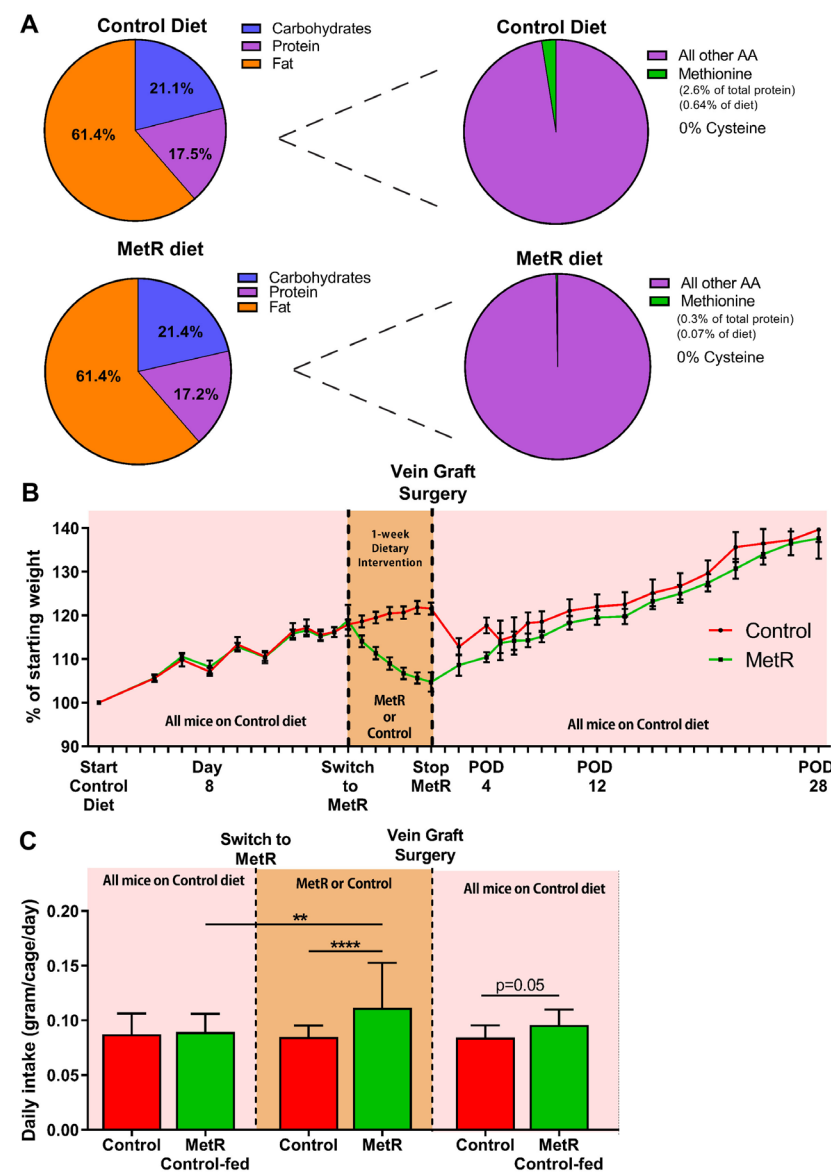 A
Control Diet
Carbohydrates
Protein
Fat
21.1%
61.4%
17.5%
Control Diet
All other AA
Methionine
(2.6% of total protein)
(0.64% of diet)
0% Cysteine
MetR diet
Carbohydrates
Protein
Fat
21.4%
61.4%
17.2%
MetR diet
All other AA
Methionine
(0.3% of total protein)
(0.07% of diet)
0% Cysteine
B
Vein Graft
Surgery
% of starting weight
140
130
120
110
100
90
1-week
Dietary
Intervention
Control
MetR
All mice on Control diet
MetR
or
Control
All mice on Control diet
Start
Control
Diet
Day
8
Switch
to
MetR
Stop
MetR
POD
4
POD
12
POD
28
C
Switch to
MetR
Vein Graft
Surgery
All mice on Control diet
MetR or Control
All mice on Control diet
Daily intake (gram/cage/day)
0.20
0.15
0.10
0.05
0.00
**
****
p=0.05
Control
MetR
Control-fed
Control
MetR
Control
MetR
Control-fed